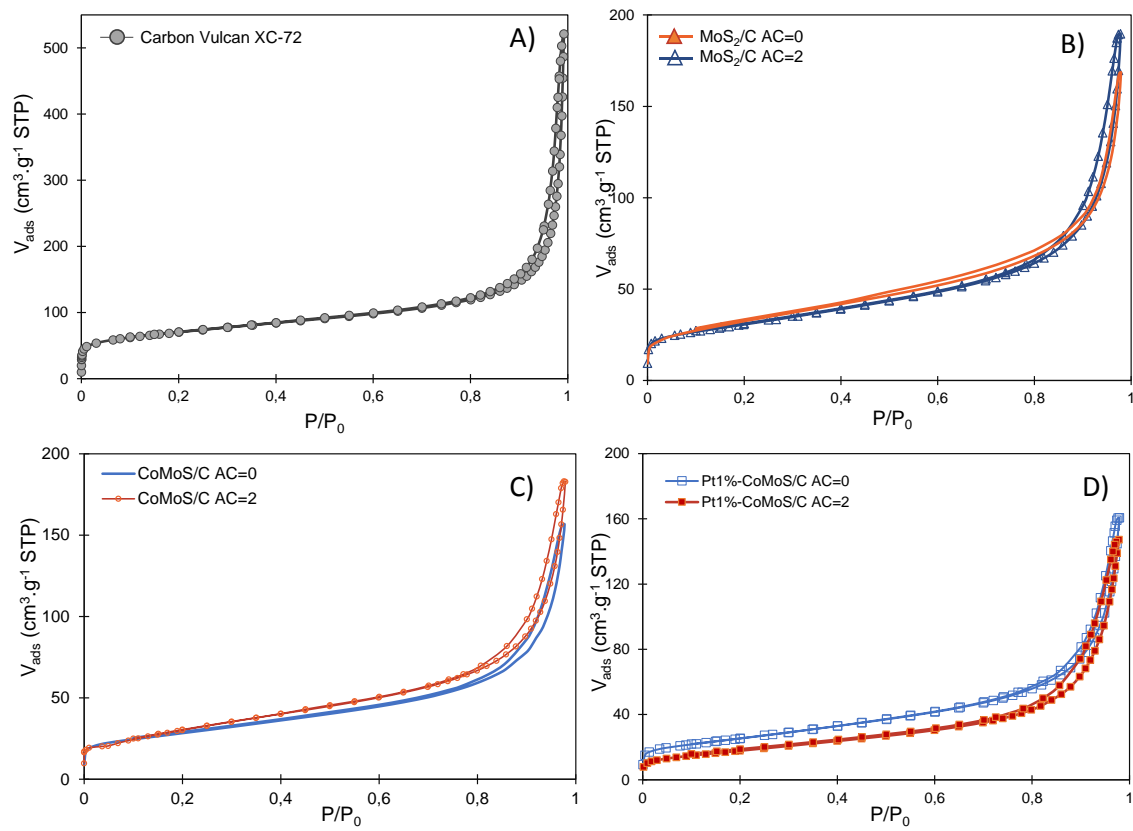 A)
Carbon Vulcan XC-72
V_ads (cm³.g⁻¹ STP)
500
400
300
200
100
0
0 0,2 0,4 0,6 0,8 1
P/P₀
B)
MoS₂/C AC=0
MoS₂/C AC=2
V_ads (cm³.g⁻¹ STP)
200
150
100
50
0
0 0,2 0,4 0,6 0,8 1
P/P₀
C)
CoMoS/C AC=0
CoMoS/C AC=2
V_ads (cm³.g⁻¹ STP)
200
150
100
50
0
0 0,2 0,4 0,6 0,8 1
P/P₀
D)
Pt1%-CoMoS/C AC=0
Pt1%-CoMoS/C AC=2
V_ads (cm³.g⁻¹ STP)
200
160
120
80
40
0
0 0,2 0,4 0,6 0,8 1
P/P₀